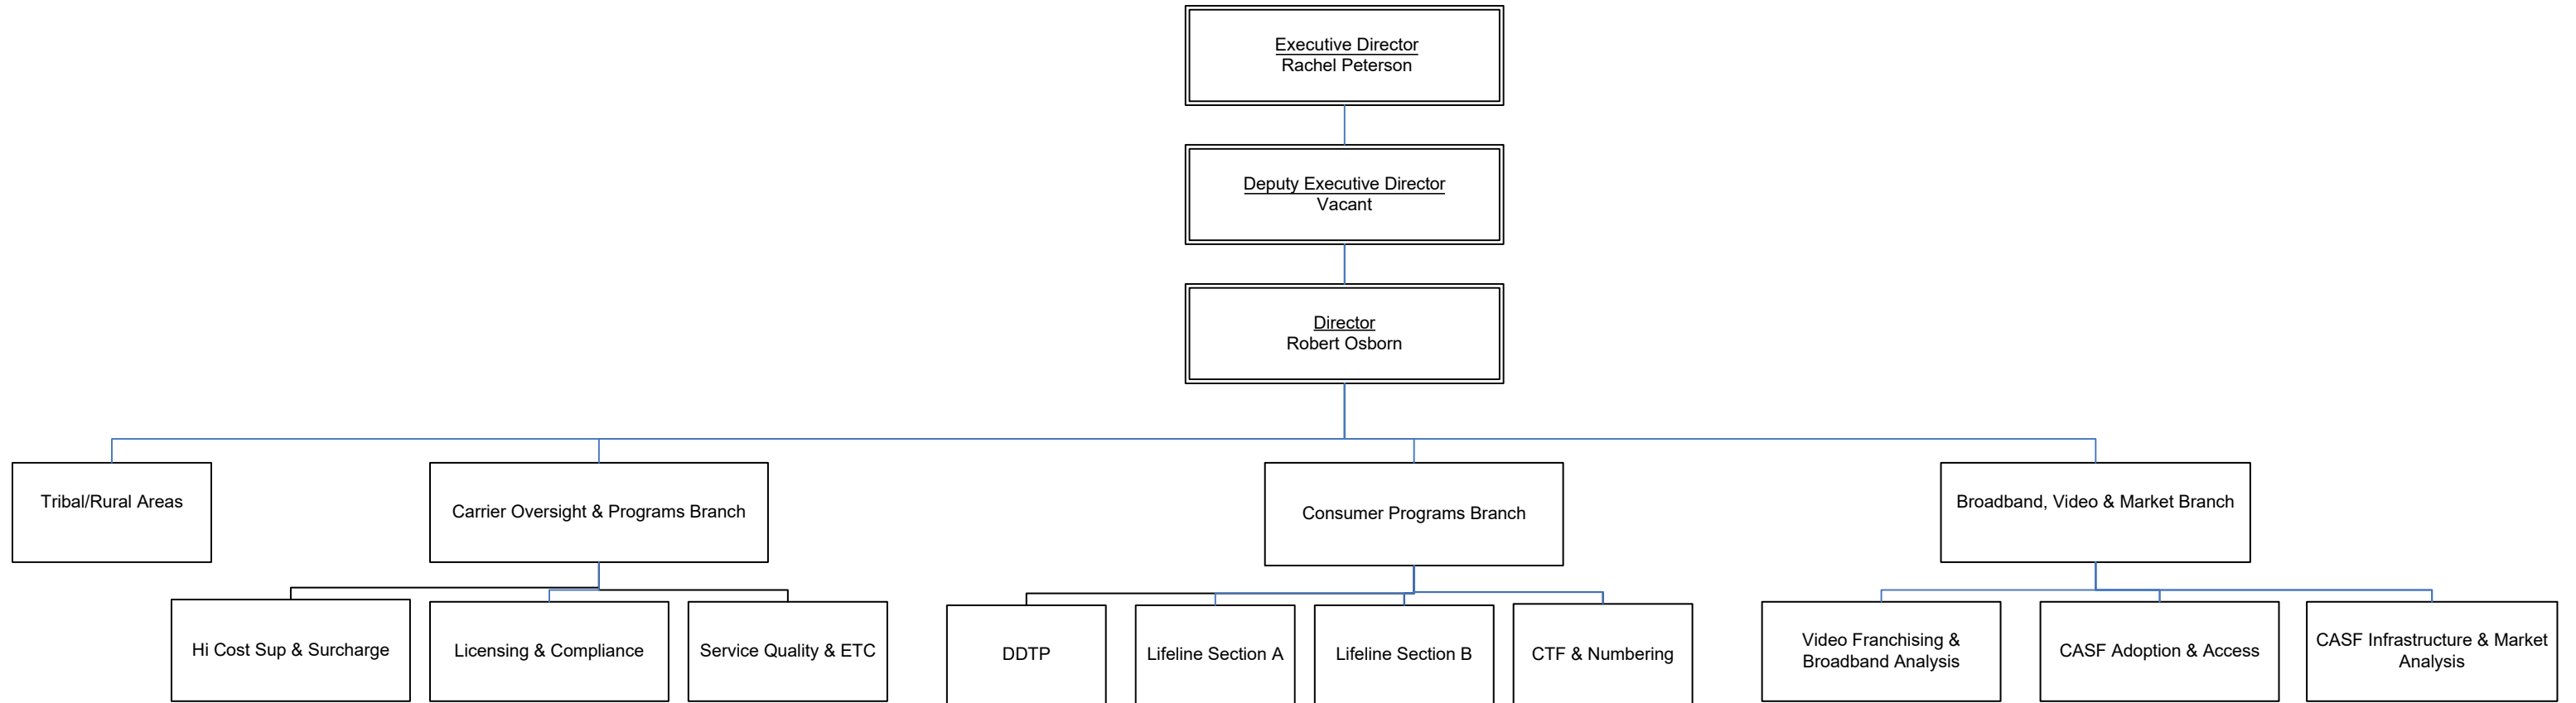 Executive Director
Rachel Peterson
Deputy Executive Director
Vacant
Director
Robert Osborn
Tribal/Rural Areas
Carrier Oversight & Programs Branch
Consumer Programs Branch
Broadband, Video & Market Branch
Hi Cost Sup & Surcharge
Licensing & Compliance
Service Quality & ETC
DDTP
Lifeline Section A
Lifeline Section B
CTF & Numbering
Video Franchising &
Broadband Analysis
CASF Adoption & Access
CASF Infrastructure & Market
Analysis